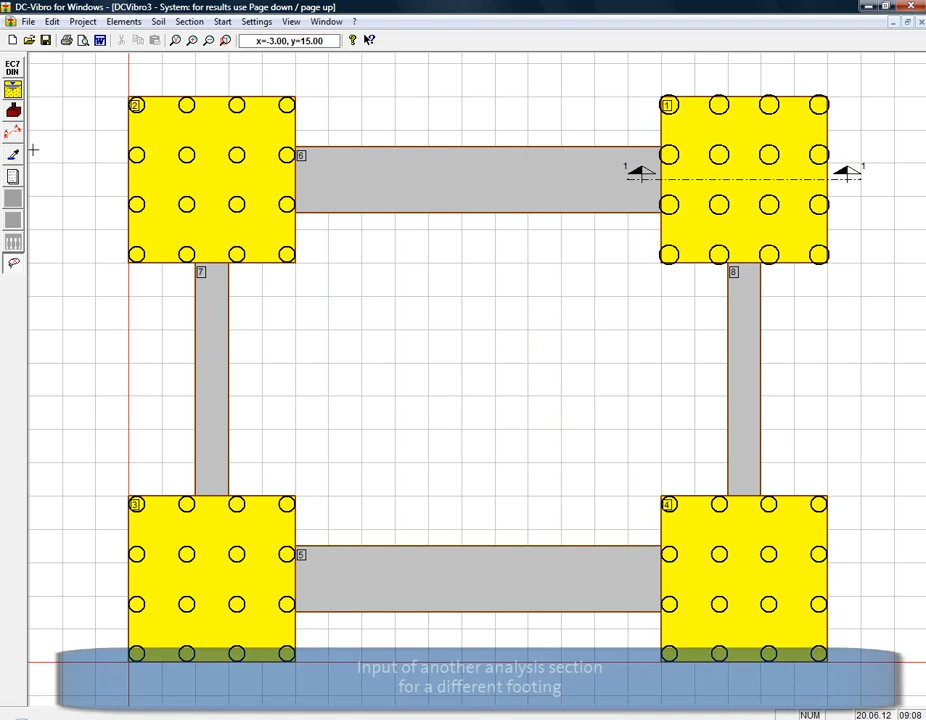 DC-Vibro for Windows - [DCVibro3 - System: for results use Page down / page up]
File Edit Project Elements Soil Section Start Settings View Window ?
x=-3.00, y=15.00
EC7
DIN
2
1
6
1
1
7
8
3
4
5
Input of another analysis section
for a different footing
NUM 20.06.12 09:08